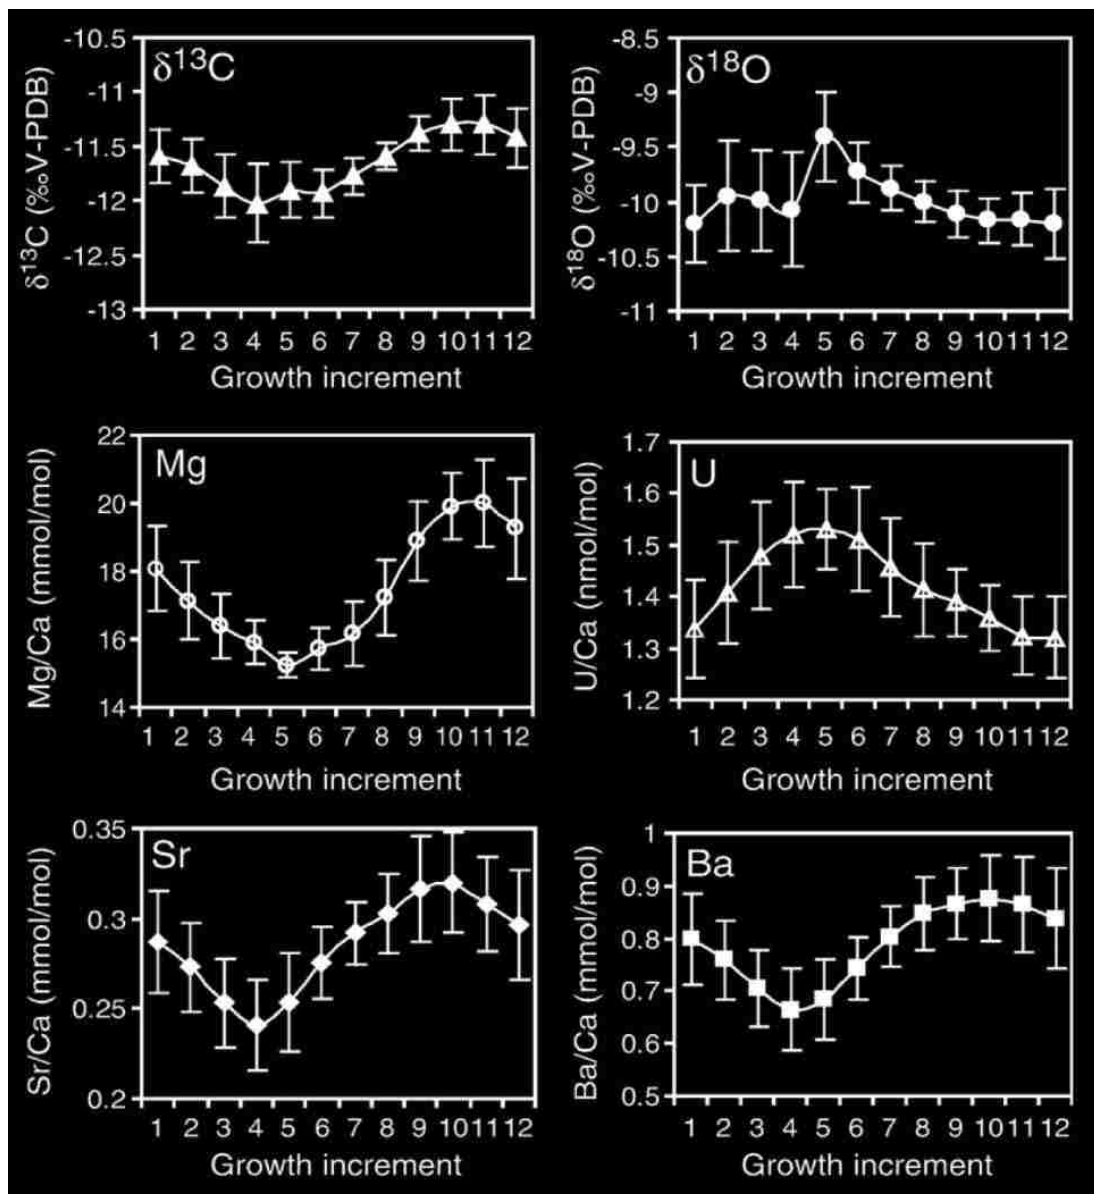 δ13C
δ13C (‰V-PDB)
-10.5
-11
-11.5
-12
-12.5
-13
1 2 3 4 5 6 7 8 9 10 11 12
Growth increment
δ18O
δ18O (‰V-PDB)
-8.5
-9
-9.5
-10
-10.5
-11
1 2 3 4 5 6 7 8 9 10 11 12
Growth increment
Mg
Mg/Ca (mmol/mol)
22
20
18
16
14
1 2 3 4 5 6 7 8 9 10 11 12
Growth increment
U
U/Ca (nmol/mol)
1.7
1.6
1.5
1.4
1.3
1.2
1 2 3 4 5 6 7 8 9 10 11 12
Growth increment
Sr
Sr/Ca (mmol/mol)
0.35
0.3
0.25
0.2
1 2 3 4 5 6 7 8 9 10 11 12
Growth increment
Ba
Ba/Ca (mmol/mol)
1
0.9
0.8
0.7
0.6
0.5
1 2 3 4 5 6 7 8 9 10 11 12
Growth increment